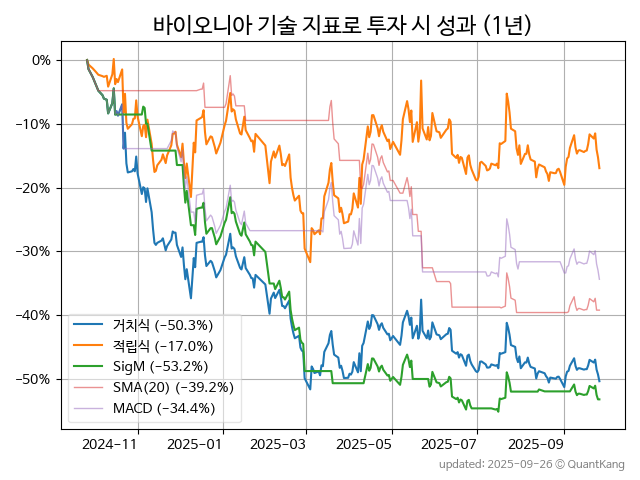 바이오니아 기술 지표로 투자 시 성과 (1년)
0%
−10%
−20%
−30%
−40%
−50%
거치식 (−50.3%)
적립식 (−17.0%)
SigM (−53.2%)
SMA(20) (−39.2%)
MACD (−34.4%)
2024−11 2025−01 2025−03 2025−05 2025−07 2025−09
updated: 2025-09-26 © QuantKang